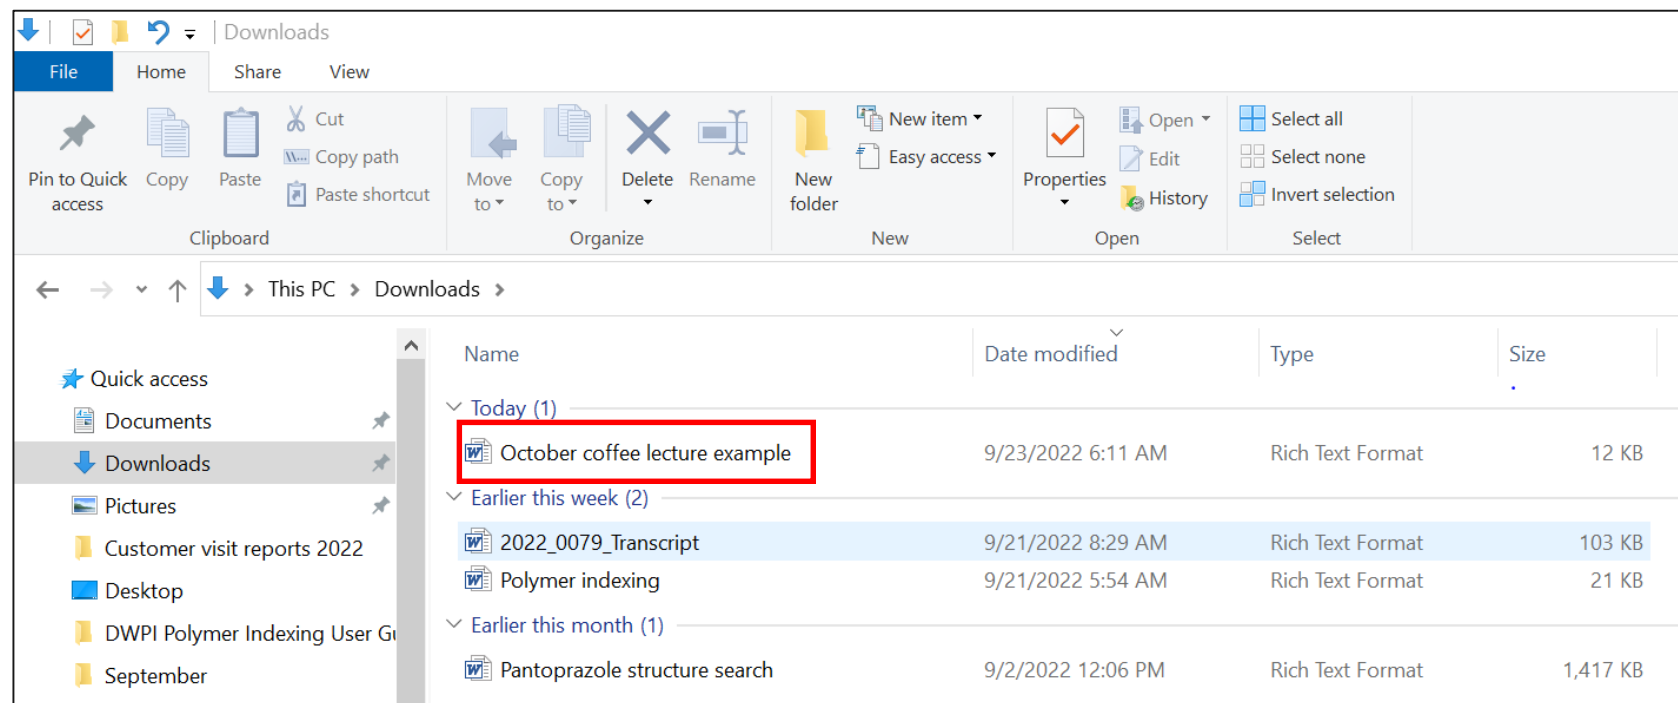 Downloads
File Home Share View
Pin to Quick access
Copy
Paste
Cut
Copy path
Paste shortcut
Clipboard
Move to
Copy to
Delete
Rename
Organize
New folder
New item
Easy access
New
Properties
Open
Edit
History
Open
Select all
Select none
Invert selection
Select
This PC > Downloads >
Quick access
Documents
Downloads
Pictures
Customer visit reports 2022
Desktop
DWPI Polymer Indexing User
September
Name Date modified Type Size
Today (1)
October coffee lecture example 9/23/2022 6:11 AM Rich Text Format 12 KB
Earlier this week (2)
2022_0079_Transcript 9/21/2022 8:29 AM Rich Text Format 103 KB
Polymer indexing 9/21/2022 5:54 AM Rich Text Format 21 KB
Earlier this month (1)
Pantoprazole structure search 9/2/2022 12:06 PM Rich Text Format 1,417 KB